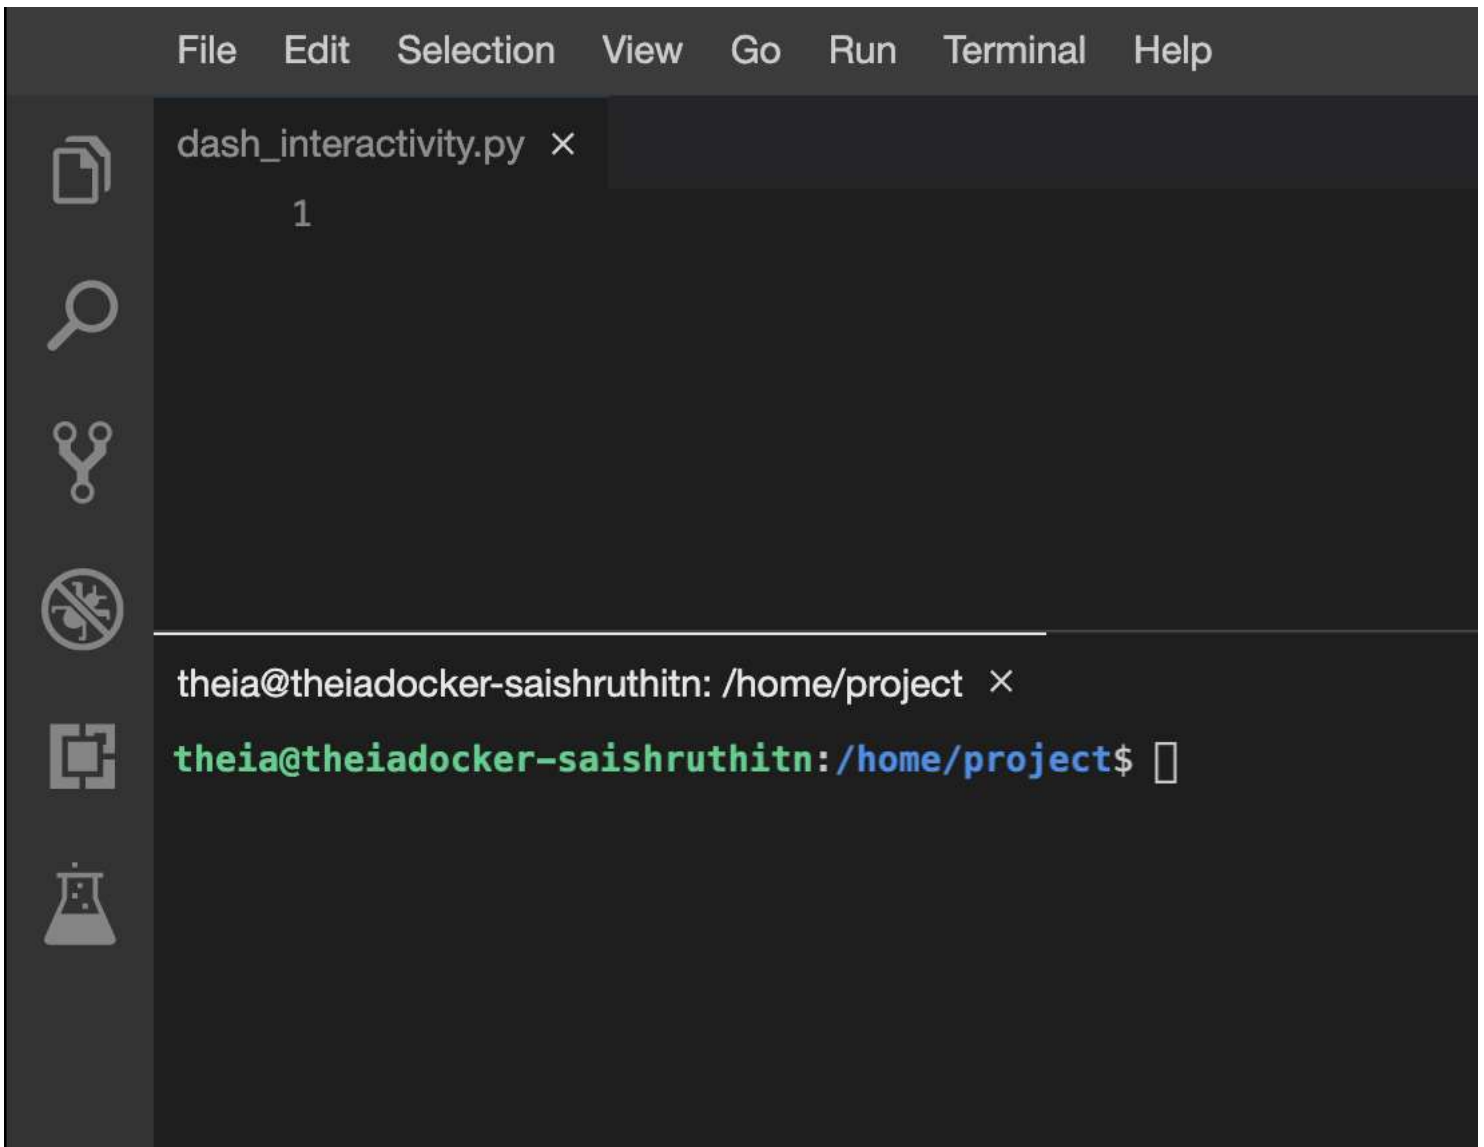 File Edit Selection View Go Run Terminal Help
dash_interactivity.py ×
1
theia@theiadocker-saishruthitn: /home/project ×
theia@theiadocker-saishruthitn:/home/project$